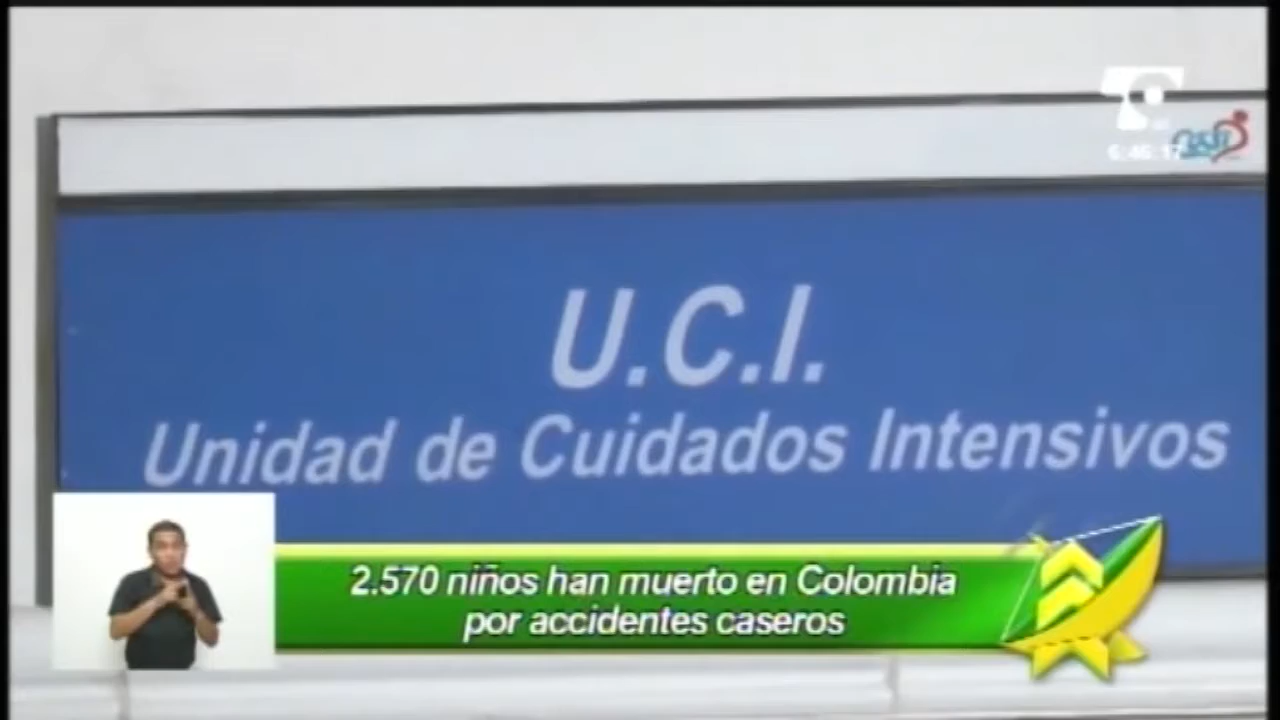 U.C.I.
Unidad de Cuidados Intensivos
2.570 niños han muerto en Colombia
por accidentes caseros